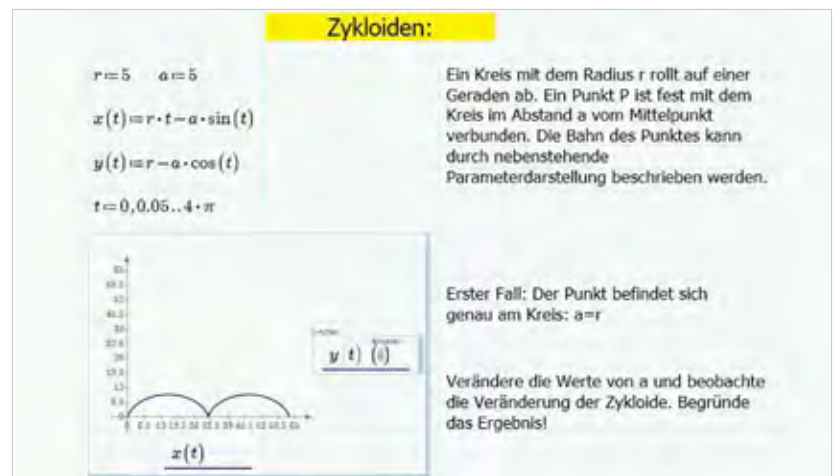 Zykloiden:
r≔5 a≔5
x(t)≔r·t−a·sin(t)
y(t)≔r−a·cos(t)
t≔0,0.05..4·π
Ein Kreis mit dem Radius r rollt auf einer
Geraden ab. Ein Punkt P ist fest mit dem
Kreis im Abstand a vom Mittelpunkt
verbunden. Die Bahn des Punktes kann
durch nebenstehende
Parameterdarstellung beschrieben werden.
y(t)
x(t)
Erster Fall: Der Punkt befindet sich
genau am Kreis: a=r
Verändere die Werte von a und beobachte
die Veränderung der Zykloide. Begründe
das Ergebnis!